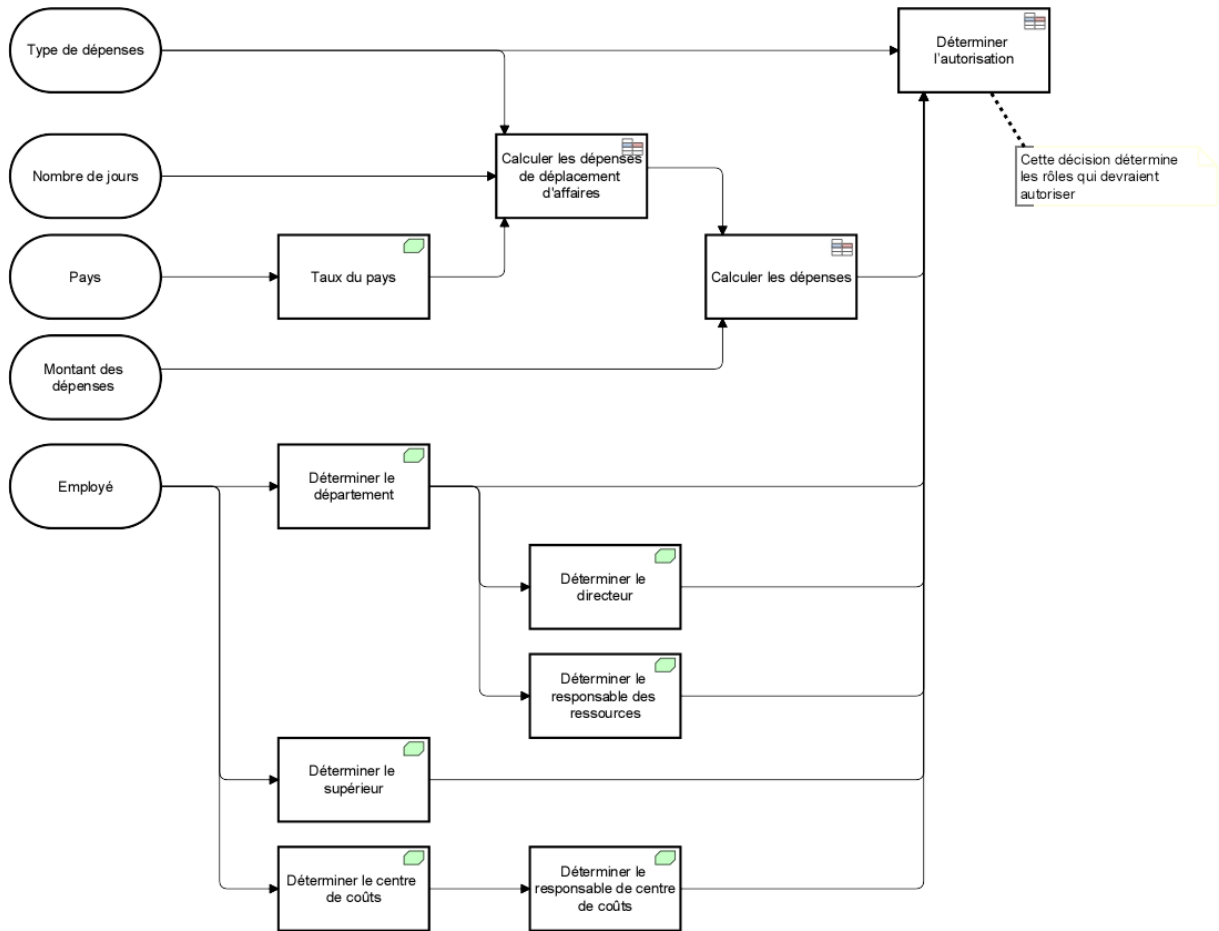 Type de dépenses
Déterminer
l'autorisation
Nombre de jours
Calculer les dépenses
de déplacement
d'affaires
Cette décision détermine
les rôles qui devraient
autoriser
Pays
Taux du pays
Calculer les dépenses
Montant des
dépenses
Employé
Déterminer le
département
Déterminer le
directeur
Déterminer le
responsable des
ressources
Déterminer le
supérieur
Déterminer le centre
de coûts
Déterminer le
responsable de centre
de coûts